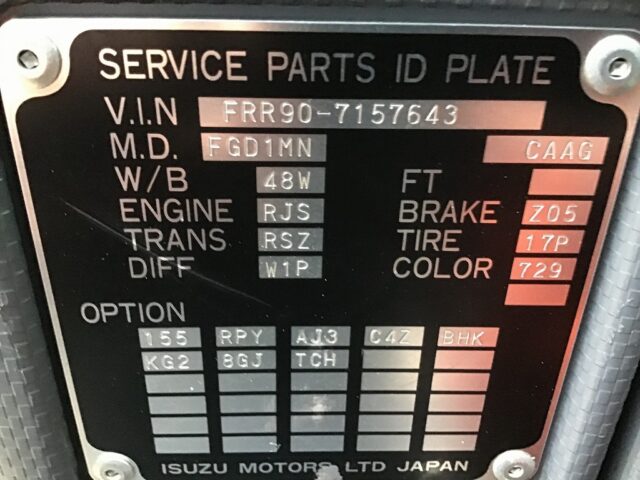 SERVICE PARTS ID PLATE
V.I.N FRR90-7157643
M.D. FGD1MN CAAG
W/B 48W FT
ENGINE RJS BRAKE Z05
TRANS RSZ TIRE 17P
DIFF W1P COLOR 729
OPTION
155 RPY AJ3 C4Z BHK
KG2 8GJ TCH
ISUZU MOTORS LTD JAPAN